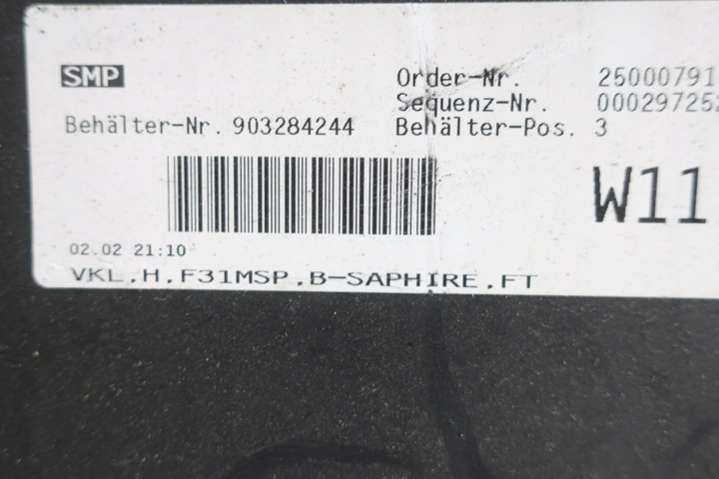 SMP
Order-Nr. 25000791
Sequenz-Nr. 000297252
Behälter-Nr. 903284244 Behälter-Pos. 3
W11
02.02 21:10
VKL,H,F31MSP,B-SAPHIRE,FT